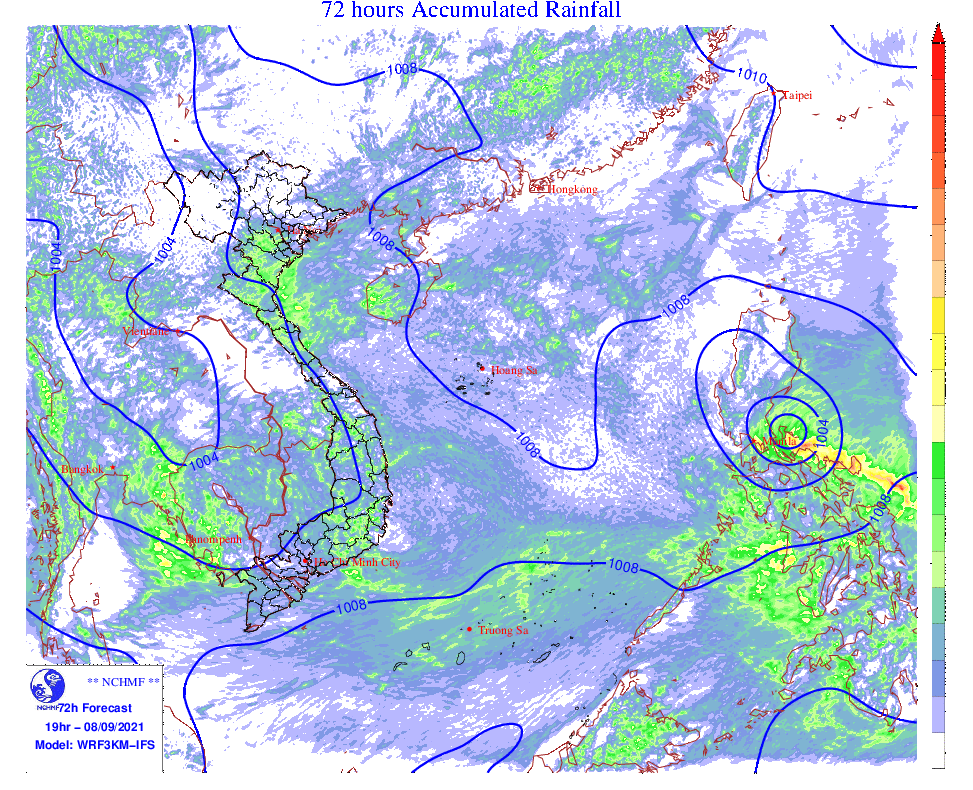 72 hours Accumulated Rainfall
1008
1010
Taipei
Hongkong
1008
1004
1004
1008
Vientiane
Hoang Sa
1008
1004
Manila
1004
Bangkok
1008
Phnompenh
Ho Chi Minh City
1008
1008
Truong Sa
** NCHMF **
NCHMF
72h Forecast
19hr – 08/09/2021
Model: WRF3KM–IFS